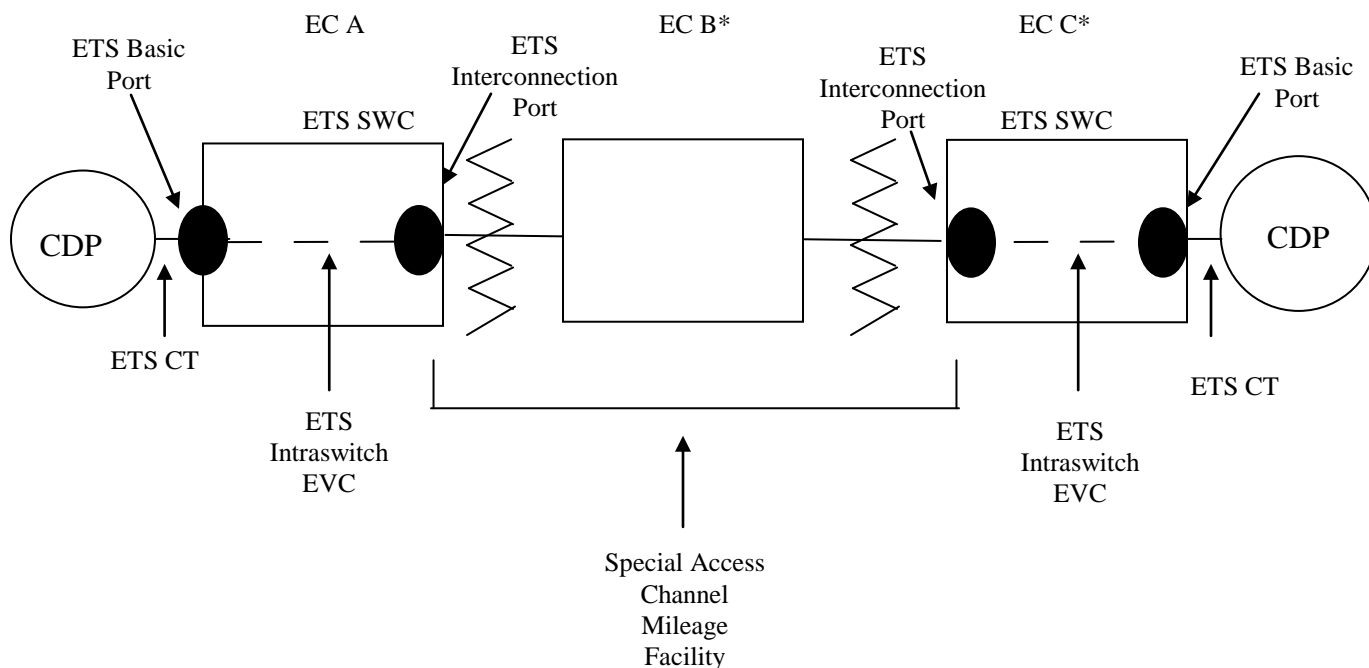 EC A
EC B*
EC C*
ETS Basic
Port
ETS
Interconnection
Port
ETS
Interconnection
Port
ETS Basic
Port
ETS SWC
ETS SWC
CDP
CDP
ETS CT
ETS CT
ETS
Intraswitch
EVC
ETS
Intraswitch
EVC
Special Access
Channel
Mileage
Facility